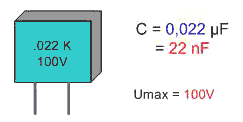 .022 K
100V
C = 0,022 µF
= 22 nF
Umax = 100V